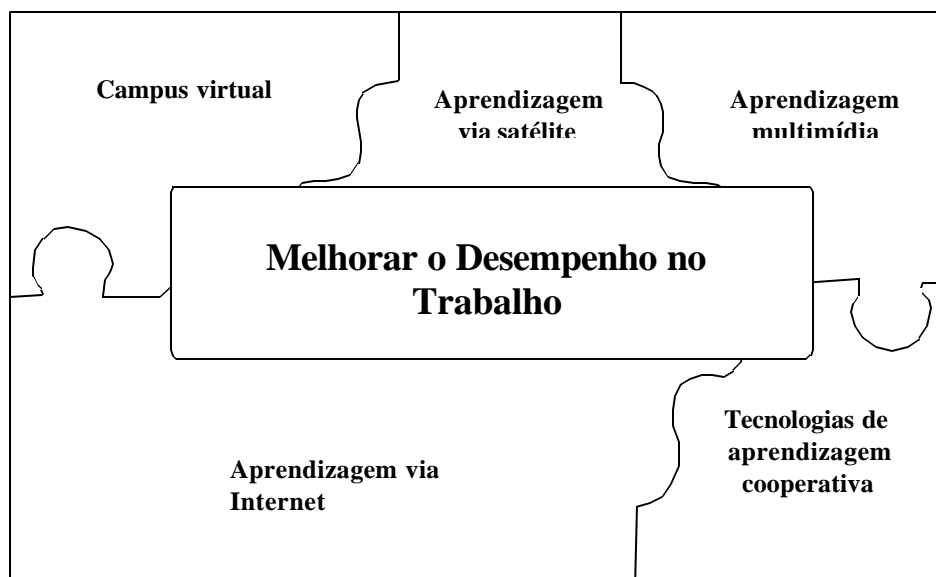 Campus virtual
Aprendizagem
via satélite
Aprendizagem
multimídia
Melhorar o Desempenho no
Trabalho
Aprendizagem via
Internet
Tecnologias de
aprendizagem
cooperativa